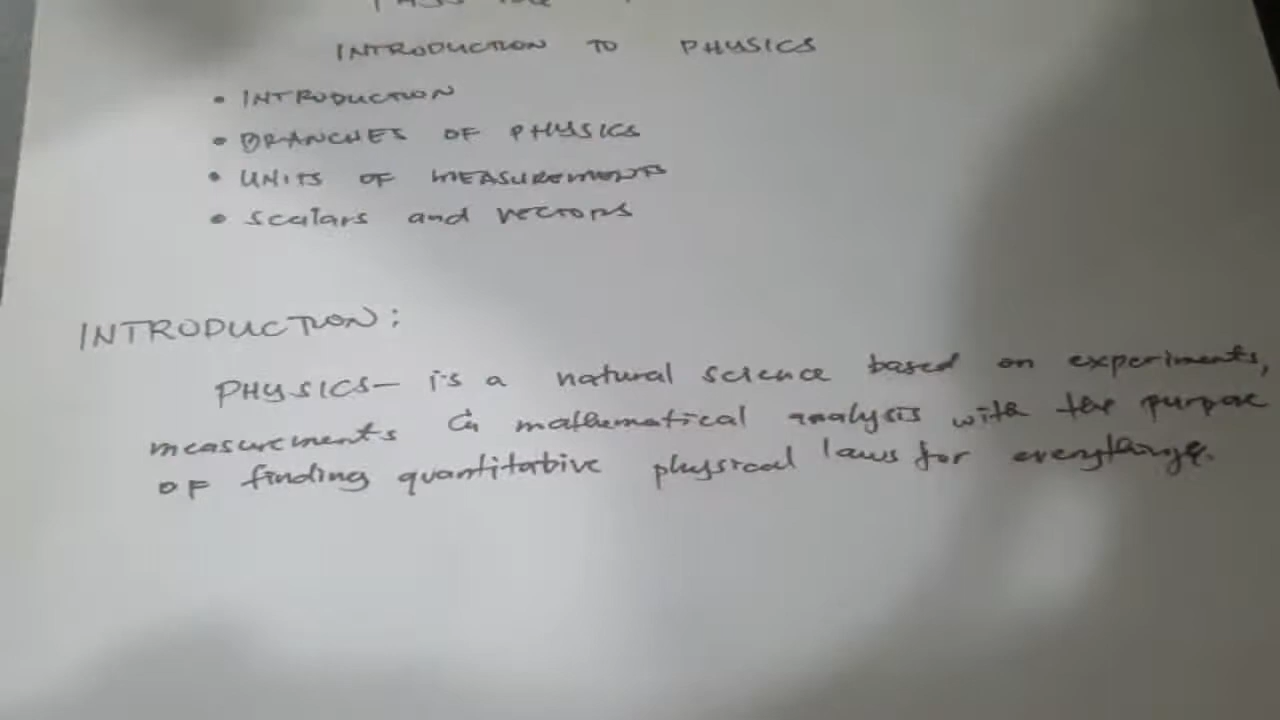 INTRODUCTION TO PHYSICS
• INTRODUCTION
• BRANCHES OF PHYSICS
• UNITS OF MEASUREMENTS
• scalars and vectors
INTRODUCTION:
PHYSICS- is a natural science based on experiments,
measurements & mathematical analysis with the purpose
of finding quantitative physical laws for everything.